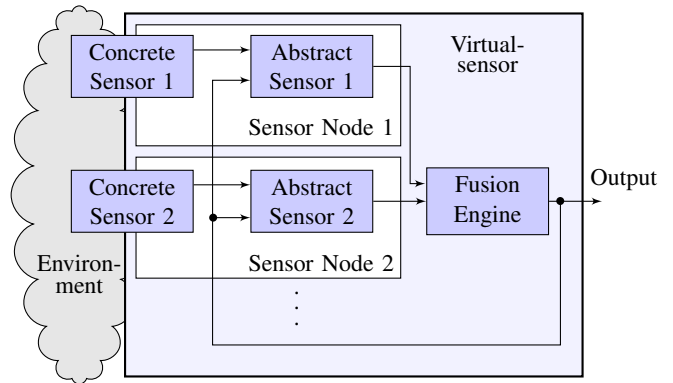 Concrete
Sensor 1
Abstract
Sensor 1
Virtual-
sensor
Sensor Node 1
Concrete
Sensor 2
Abstract
Sensor 2
Fusion
Engine
Output
Environ-
ment
Sensor Node 2